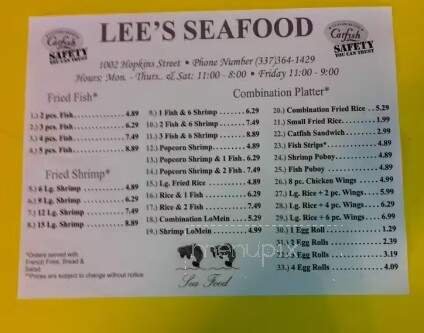 LEE'S SEAFOOD
Catfish
SAFETY
YOU CAN TRUST
Catfish
SAFETY
YOU CAN TRUST
1002 Hopkins Street • Phone Number (337)364-1429
Hours: Mon. - Thurs. & Sat: 11:00 - 8:00 • Friday 11:00 - 9:00
Fried Fish*
1.) 2 pcs. Fish 4.89
2.) 3 pcs. Fish 6.29
3.) 4 pcs. Fish 7.49
4.) 5 pcs. Fish 8.89
Fried Shrimp*
5.) 6 Lg. Shrimp 4.89
6.) 9 Lg. Shrimp 6.29
7.) 12 Lg. Shrimp 7.49
8.) 15 Lg. Shrimp 8.89
*Orders served with
French Fries, Bread &
Salad
**Prices are subject to change without notice
Combination Platter*
9.) 1 Fish & 6 Shrimp 6.29
10.) 2 Fish & 6 Shrimp 7.49
11.) 3 Fish & 6 Shrimp 8.89
12.) Popcorn Shrimp 4.89
13.) Popcorn Shrimp & 1 Fish 6.29
14.) Popcorn Shrimp & 2 Fish 7.49
15.) Lg. Fried Rice 4.89
16.) Rice & 1 Fish 6.29
17.) Rice & 2 Fish 7.49
18.) Combination LoMein 5.29
19.) Shrimp LoMein 4.99
20.) Combination Fried Rice 5.29
21.) Small Fried Rice 1.99
22.) Catfish Sandwich 2.99
23.) Fish Strips* 4.89
24.) Shrimp Poboy 4.89
25.) Fish Poboy 4.89
26.) 8 pc. Chicken Wings 4.99
27.) Lg. Rice + 2 pc. Wings 5.99
28.) Lg. Rice + 4 pc. Wings 6.29
29.) Lg. Rice + 6 pc. Wings 6.99
30.) 1 Egg Roll 1.29
31.) 2 Egg Rolls 2.39
32.) 3 Egg Rolls 3.19
33.) 4 Egg Rolls 4.09
Sea Food
menupix